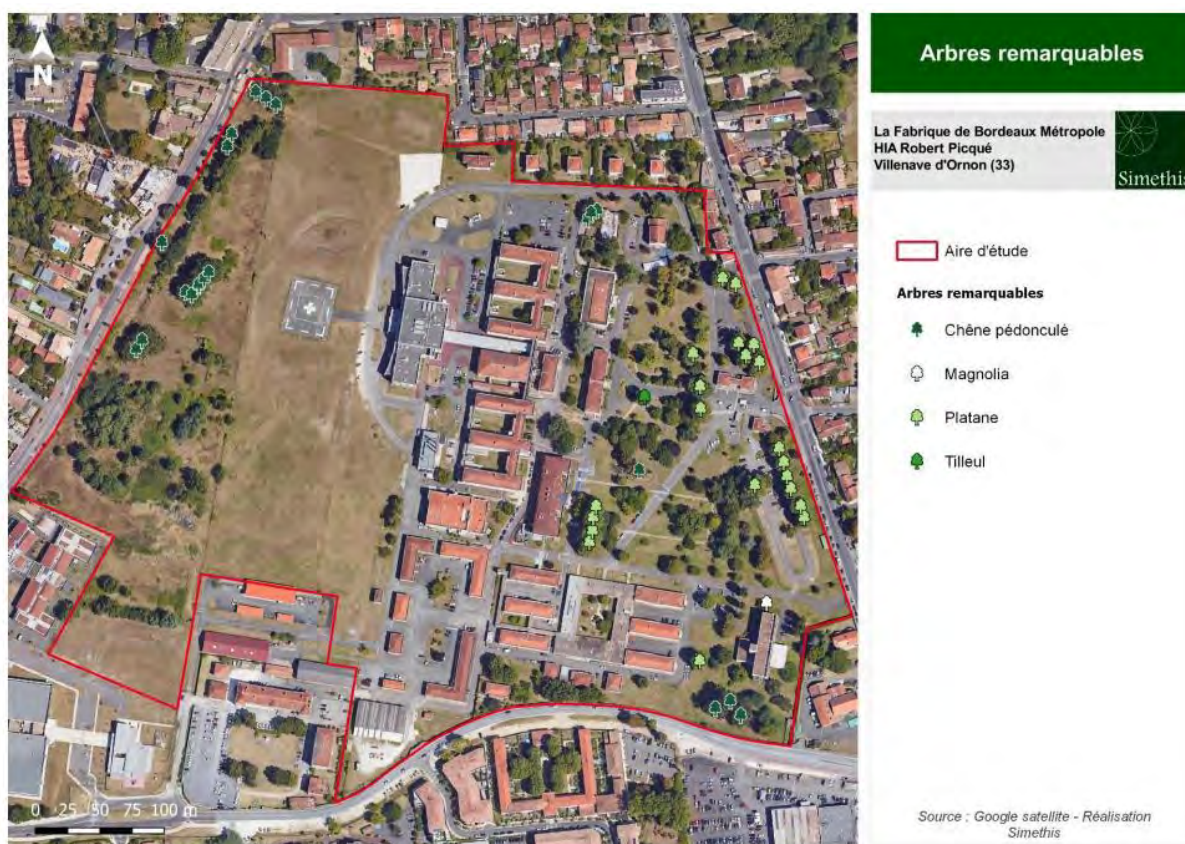 N
0 25 50 75 100 m
Arbres remarquables
La Fabrique de Bordeaux Métropole
HIA Robert Picqué
Villenave d'Ornon (33)
Simethis
Aire d'étude
Arbres remarquables
Chêne pédonculé
Magnolia
Platane
Tilleul
Source : Google satellite - Réalisation
Simethis